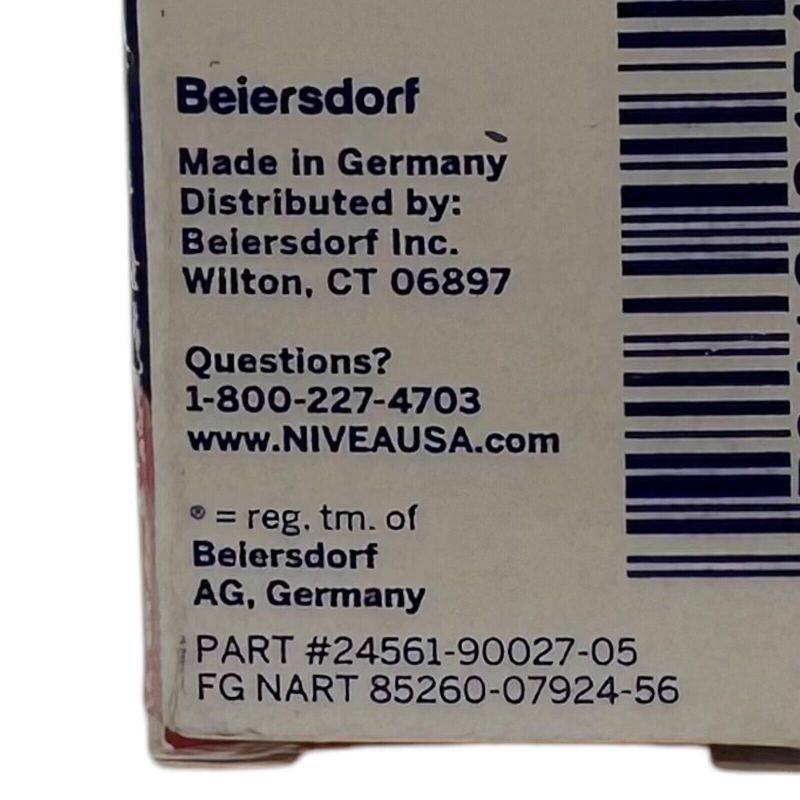 Beiersdorf
Made in Germany
Distributed by:
Beiersdorf Inc.
Wilton, CT 06897
Questions?
1-800-227-4703
www.NIVEAUSA.com
® = reg. tm. of
Beiersdorf
AG, Germany
PART #24561-90027-05
FG NART 85260-07924-56